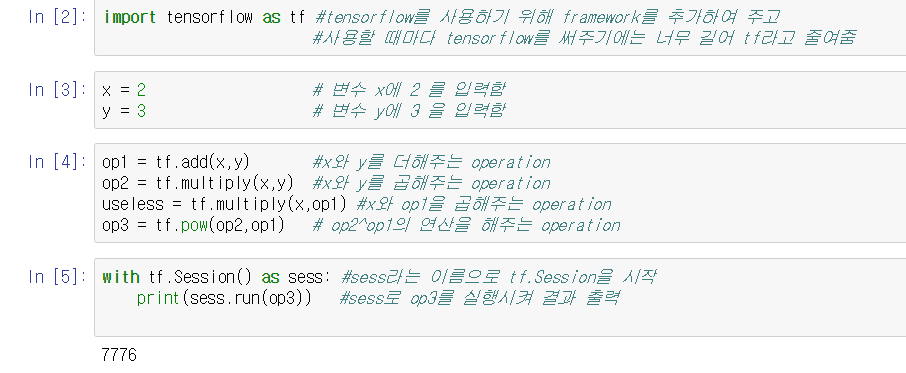 In [2]: import tensorflow as tf #tensorflow를 사용하기 위해 framework를 추가하여 주고
#사용할 때마다 tensorflow를 써주기에는 너무 길어 tf라고 줄여줌
In [3]: x = 2 # 변수 x에 2 를 입력함
y = 3 # 변수 y에 3 을 입력함
In [4]: op1 = tf.add(x,y) #x와 y를 더해주는 operation
op2 = tf.multiply(x,y) #x와 y를 곱해주는 operation
useless = tf.multiply(x,op1) #x와 op1을 곱해주는 operation
op3 = tf.pow(op2,op1) # op2^op1의 연산을 해주는 operation
In [5]: with tf.Session() as sess: #sess라는 이름으로 tf.Session을 시작
print(sess.run(op3)) #sess로 op3를 실행시켜 결과 출력
7776